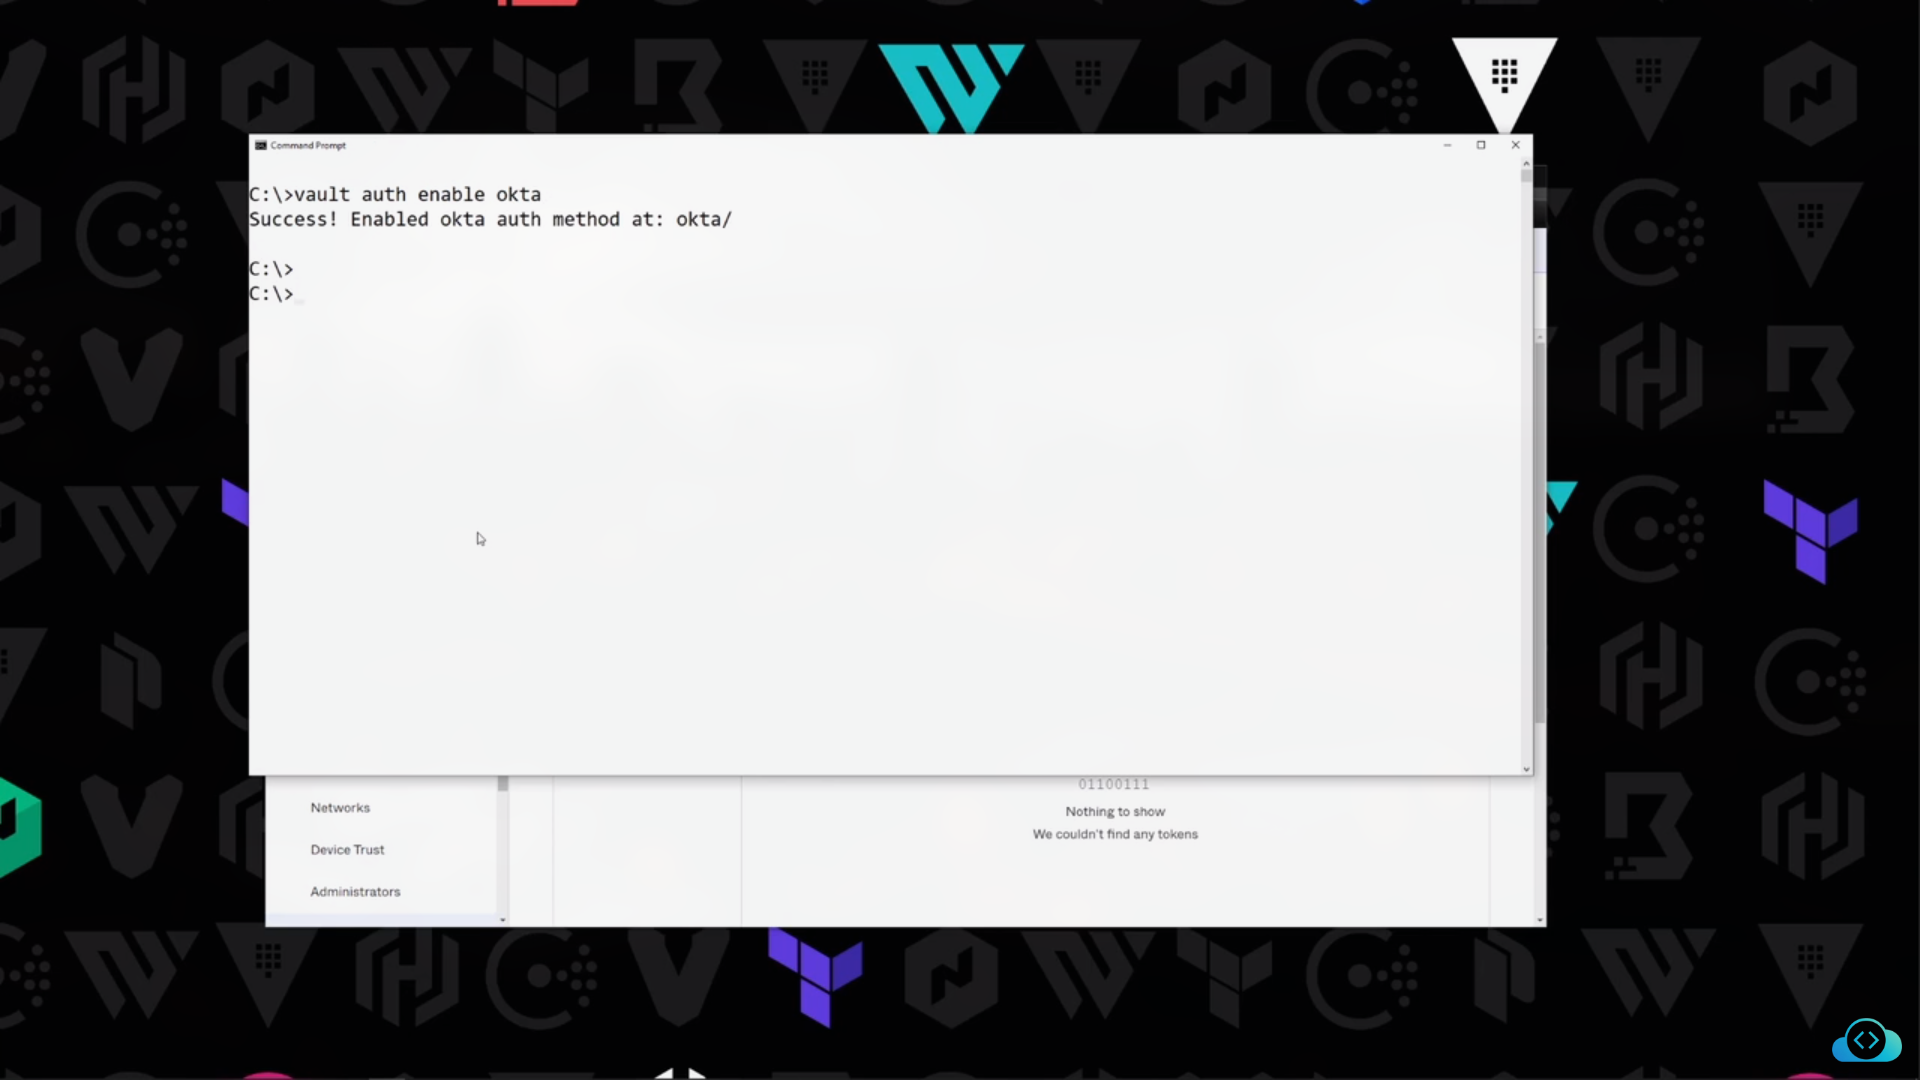 Command Prompt
C:\>vault auth enable okta
Success! Enabled okta auth method at: okta/
C:\>
C:\>
01100111
Networks
Nothing to show
We couldn't find any tokens
Device Trust
Administrators